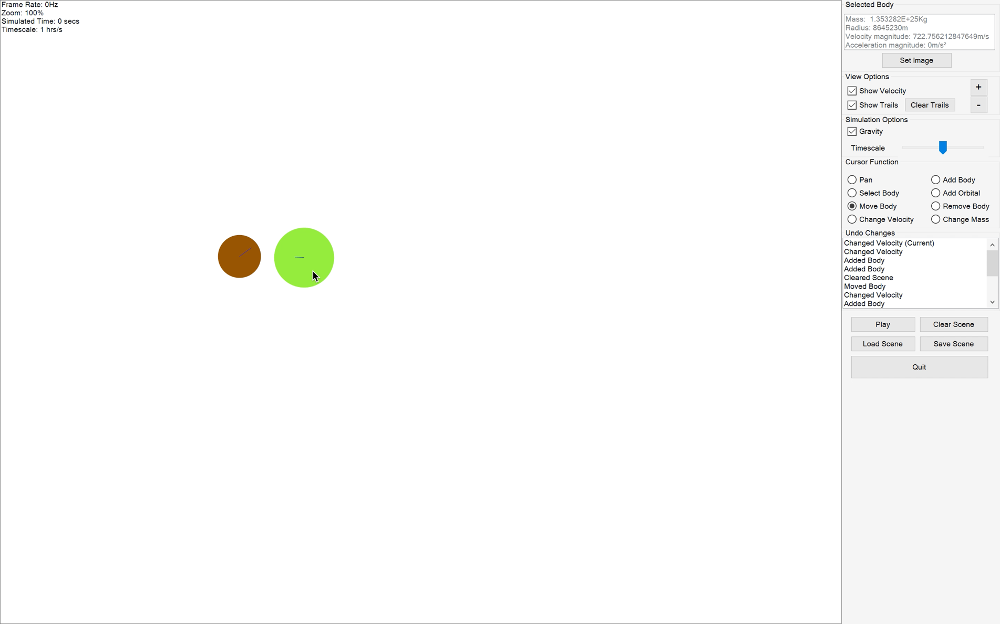 Frame Rate: 0Hz
Zoom: 100%
Simulated Time: 0 secs
Timescale: 1 hrs/s
Selected Body
Mass:  1.353282E+25Kg
Radius: 8645230m
Velocity magnitude: 722.756212847649m/s
Acceleration magnitude: 0m/s²
Set Image
View Options
+
Show Velocity
Show Trails
Clear Trails
-
Simulation Options
Gravity
Timescale
Cursor Function
Pan
Add Body
Select Body
Add Orbital
Move Body
Remove Body
Change Velocity
Change Mass
Undo Changes
Changed Velocity (Current)
Changed Velocity
Added Body
Added Body
Cleared Scene
Moved Body
Changed Velocity
Added Body
Play
Clear Scene
Load Scene
Save Scene
Quit